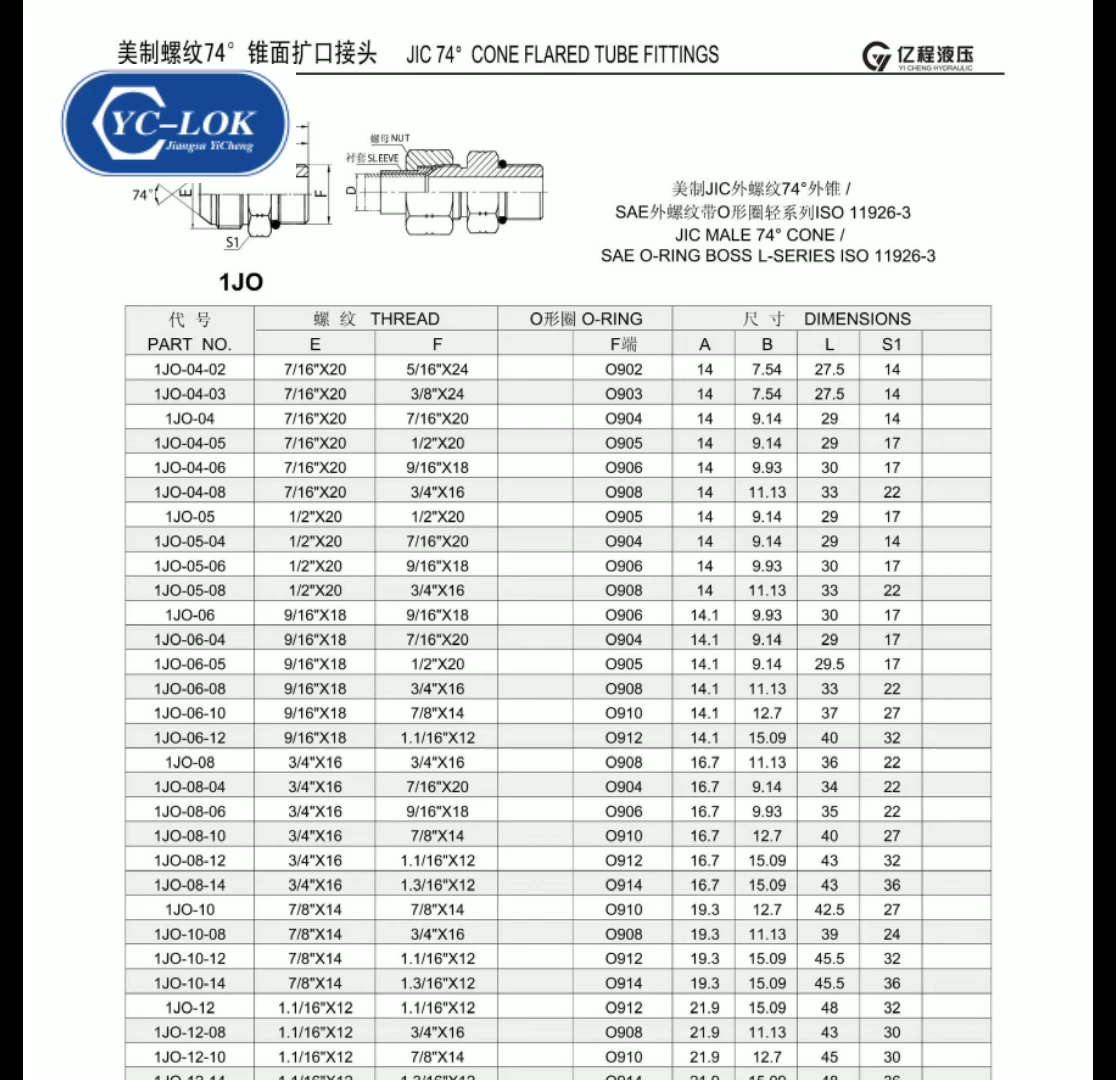 美制螺纹74° 锥面扩口接头 JIC 74° CONE FLARED TUBE FITTINGS
亿程液压
YI CHENG HYDRAULIC
YC-LOK
Jiangsu YiCheng
螺母 NUT
衬套 SLEEVE
74°
E
F
D
S1
美制JIC外螺纹74°外锥 /
SAE外螺纹带O形圈轻系列ISO 11926-3
JIC MALE 74° CONE /
SAE O-RING BOSS L-SERIES ISO 11926-3
1JO
代 号 螺 纹 THREAD O形圈 O-RING 尺 寸 DIMENSIONS
PART NO. E F F端 A B L S1
1JO-04-02 7/16"X20 5/16"X24 O902 14 7.54 27.5 14
1JO-04-03 7/16"X20 3/8"X24 O903 14 7.54 27.5 14
1JO-04 7/16"X20 7/16"X20 O904 14 9.14 29 14
1JO-04-05 7/16"X20 1/2"X20 O905 14 9.14 29 17
1JO-04-06 7/16"X20 9/16"X18 O906 14 9.93 30 17
1JO-04-08 7/16"X20 3/4"X16 O908 14 11.13 33 22
1JO-05 1/2"X20 1/2"X20 O905 14 9.14 29 17
1JO-05-04 1/2"X20 7/16"X20 O904 14 9.14 29 14
1JO-05-06 1/2"X20 9/16"X18 O906 14 9.93 30 17
1JO-05-08 1/2"X20 3/4"X16 O908 14 11.13 33 22
1JO-06 9/16"X18 9/16"X18 O906 14.1 9.93 30 17
1JO-06-04 9/16"X18 7/16"X20 O904 14.1 9.14 29 17
1JO-06-05 9/16"X18 1/2"X20 O905 14.1 9.14 29.5 17
1JO-06-08 9/16"X18 3/4"X16 O908 14.1 11.13 33 22
1JO-06-10 9/16"X18 7/8"X14 O910 14.1 12.7 37 27
1JO-06-12 9/16"X18 1.1/16"X12 O912 14.1 15.09 40 32
1JO-08 3/4"X16 3/4"X16 O908 16.7 11.13 36 22
1JO-08-04 3/4"X16 7/16"X20 O904 16.7 9.14 34 22
1JO-08-06 3/4"X16 9/16"X18 O906 16.7 9.93 35 22
1JO-08-10 3/4"X16 7/8"X14 O910 16.7 12.7 40 27
1JO-08-12 3/4"X16 1.1/16"X12 O912 16.7 15.09 43 32
1JO-08-14 3/4"X16 1.3/16"X12 O914 16.7 15.09 43 36
1JO-10 7/8"X14 7/8"X14 O910 19.3 12.7 42.5 27
1JO-10-08 7/8"X14 3/4"X16 O908 19.3 11.13 39 24
1JO-10-12 7/8"X14 1.1/16"X12 O912 19.3 15.09 45.5 32
1JO-10-14 7/8"X14 1.3/16"X12 O914 19.3 15.09 45.5 36
1JO-12 1.1/16"X12 1.1/16"X12 O912 21.9 15.09 48 32
1JO-12-08 1.1/16"X12 3/4"X16 O908 21.9 11.13 43 30
1JO-12-10 1.1/16"X12 7/8"X14 O910 21.9 12.7 45 30